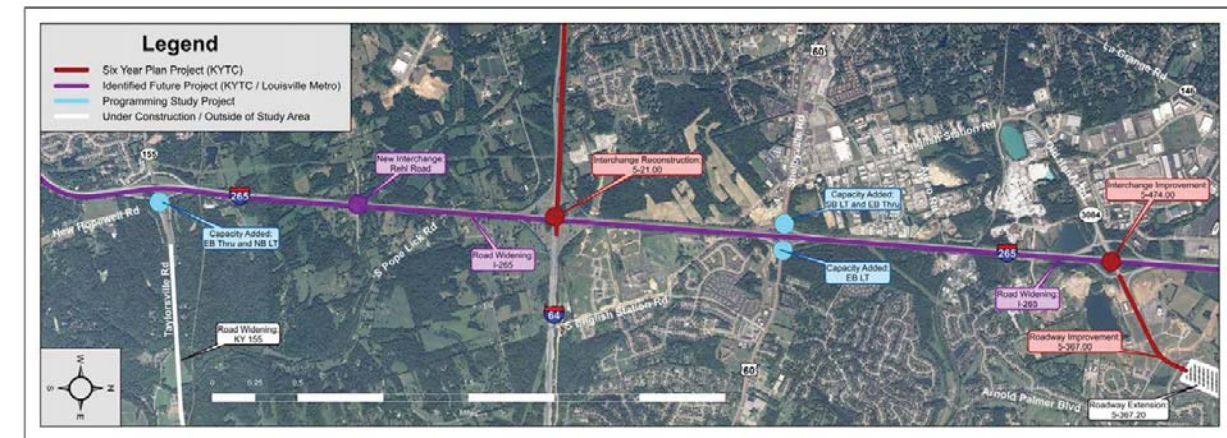 Legend
Six Year Plan Project (KYTC)
Identified Future Project (KYTC / Louisville Metro)
Programming Study Project
Under Construction / Outside of Study Area
60
La Grange Rd
146
155
New Interchange:
Rehl Road
Interchange Reconstruction:
5-21.00
English Station Rd
Capacity Added:
SB LT and EB Thru
Interchange Improvement:
5-474.00
3084
265
New Hopewell Rd
Capacity Added:
EB Thru and NB LT
S Pope Lick Rd
Road Widening:
I-265
Capacity Added:
EB LT
265
Road Widening:
I-265
Taylorsville Rd
64
S English Station Rd
Road Widening:
KY 155
Roadway Improvement:
5-367.00
60
W
S
N
E
0
0.25
0.5
1
Miles
Arnold Palmer Blvd
Roadway Extension:
5-367.20